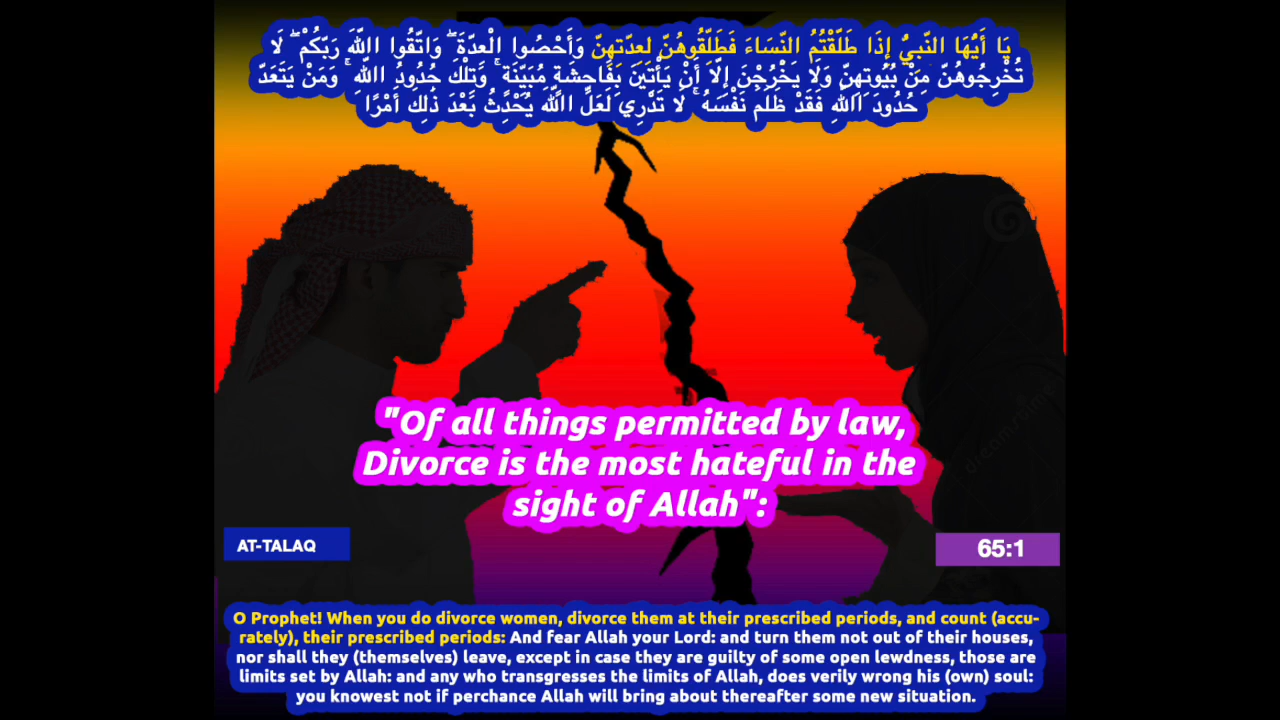 يَا أَيُّهَا النَّبِيُّ إِذَا طَلَّقْتُمُ النِّسَاءَ فَطَلِّقُوهُنَّ لِعِدَّتِهِنَّ وَأَحْصُوا الْعِدَّةَ ۖ وَاتَّقُوا اللَّهَ رَبَّكُمْ ۖ لَا
تُخْرِجُوهُنَّ مِنْ بُيُوتِهِنَّ وَلَا يَخْرُجْنَ إِلَّا أَنْ يَأْتِينَ بِفَاحِشَةٍ مُبَيِّنَةٍ ۚ وَتِلْكَ حُدُودُ اللَّهِ ۚ وَمَنْ يَتَعَدَّ
حُدُودَ اللَّهِ فَقَدْ ظَلَمَ نَفْسَهُ ۚ لَا تَدْرِي لَعَلَّ اللَّهَ يُحْدِثُ بَعْدَ ذَٰلِكَ أَمْرًا
"Of all things permitted by law,
Divorce is the most hateful in the
sight of Allah":
AT-TALAQ
65:1
O Prophet! When you do divorce women, divorce them at their prescribed periods, and count (accu-
rately), their prescribed periods: And fear Allah your Lord: and turn them not out of their houses,
nor shall they (themselves) leave, except in case they are guilty of some open lewdness, those are
limits set by Allah: and any who transgresses the limits of Allah, does verily wrong his (own) soul:
you knowest not if perchance Allah will bring about thereafter some new situation.